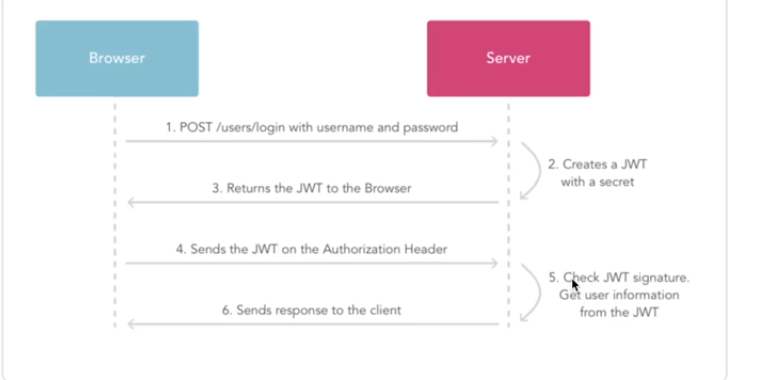 Browser
Server
1. POST /users/login with username and password
2. Creates a JWT
with a secret
3. Returns the JWT to the Browser
4. Sends the JWT on the Authorization Header
5. Check JWT signature.
Get user information
from the JWT
6. Sends response to the client